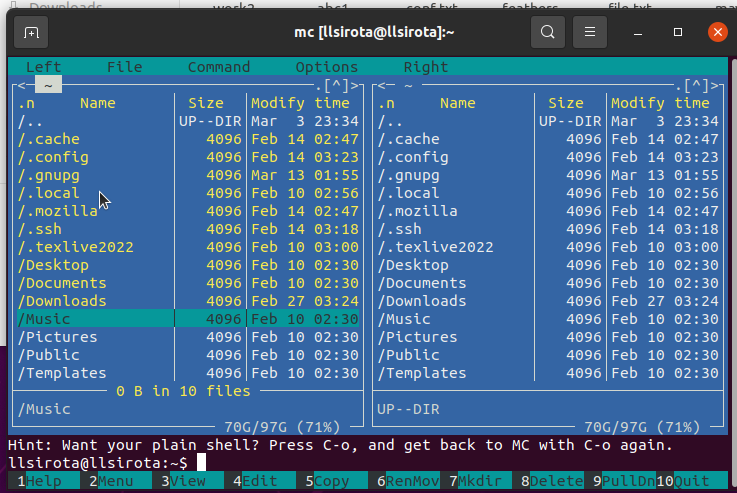 Downloads work2 abc1 conf.txt feathers file.txt
mc [llsirota@llsirota]:~
Left File Command Options Right
<─ ~ .[^]> <─ ~ .[^]>
.n Name Size Modify time .n Name Size Modify time
/.. UP--DIR Mar 3 23:34 /.. UP--DIR Mar 3 23:34
/.cache 4096 Feb 14 02:47 /.cache 4096 Feb 14 02:47
/.config 4096 Feb 14 03:23 /.config 4096 Feb 14 03:23
/.gnupg 4096 Mar 13 01:55 /.gnupg 4096 Mar 13 01:55
/.local 4096 Feb 10 02:56 /.local 4096 Feb 10 02:56
/.mozilla 4096 Feb 14 02:47 /.mozilla 4096 Feb 14 02:47
/.ssh 4096 Feb 14 03:18 /.ssh 4096 Feb 14 03:18
/.texlive2022 4096 Feb 10 03:00 /.texlive2022 4096 Feb 10 03:00
/Desktop 4096 Feb 10 02:30 /Desktop 4096 Feb 10 02:30
/Documents 4096 Feb 10 02:30 /Documents 4096 Feb 10 02:30
/Downloads 4096 Feb 27 03:24 /Downloads 4096 Feb 27 03:24
/Music 4096 Feb 10 02:30 /Music 4096 Feb 10 02:30
/Pictures 4096 Feb 10 02:30 /Pictures 4096 Feb 10 02:30
/Public 4096 Feb 10 02:30 /Public 4096 Feb 10 02:30
/Templates 4096 Feb 10 02:30 /Templates 4096 Feb 10 02:30
0 B in 10 files
/Music UP--DIR
70G/97G (71%) 70G/97G (71%)
Hint: Want your plain shell? Press C-o, and get back to MC with C-o again.
llsirota@llsirota:~$
1Help 2Menu 3View 4Edit 5Copy 6RenMov 7Mkdir 8Delete 9PullDn 10Quit